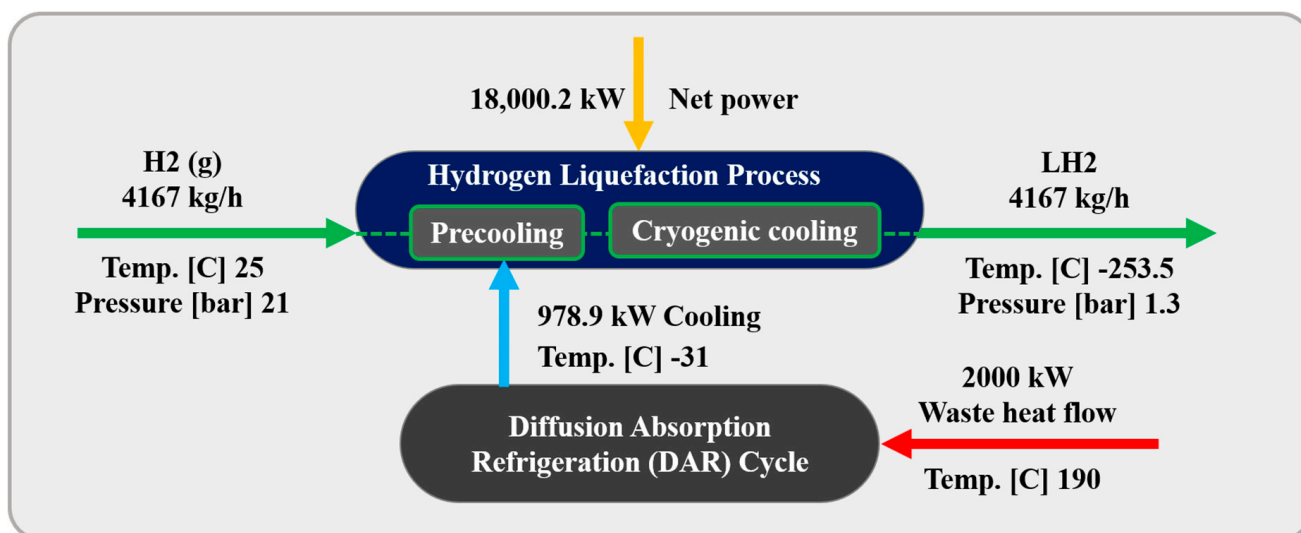 18,000.2 kW Net power
H2 (g)
4167 kg/h
Temp. [C] 25
Pressure [bar] 21
Hydrogen Liquefaction Process
Precooling
Cryogenic cooling
LH2
4167 kg/h
Temp. [C] -253.5
Pressure [bar] 1.3
978.9 kW Cooling
Temp. [C] -31
2000 kW
Waste heat flow
Temp. [C] 190
Diffusion Absorption
Refrigeration (DAR) Cycle